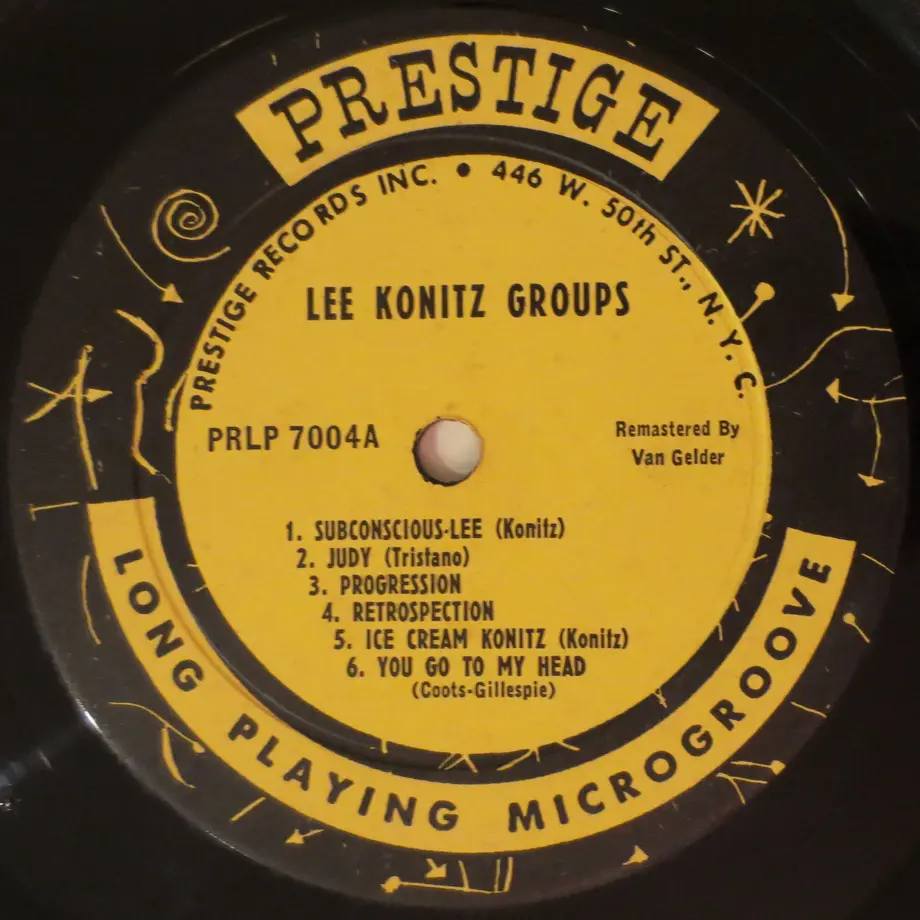 PRESTIGE
PRESTIGE RECORDS INC. • 446 W. 50th ST., N. Y. C.
LEE KONITZ GROUPS
PRLP 7004A
Remastered By
Van Gelder
1. SUBCONSCIOUS-LEE (Konitz)
2. JUDY (Tristano)
3. PROGRESSION
4. RETROSPECTION
5. ICE CREAM KONITZ (Konitz)
6. YOU GO TO MY HEAD
(Coots-Gillespie)
LONG PLAYING MICROGROOVE